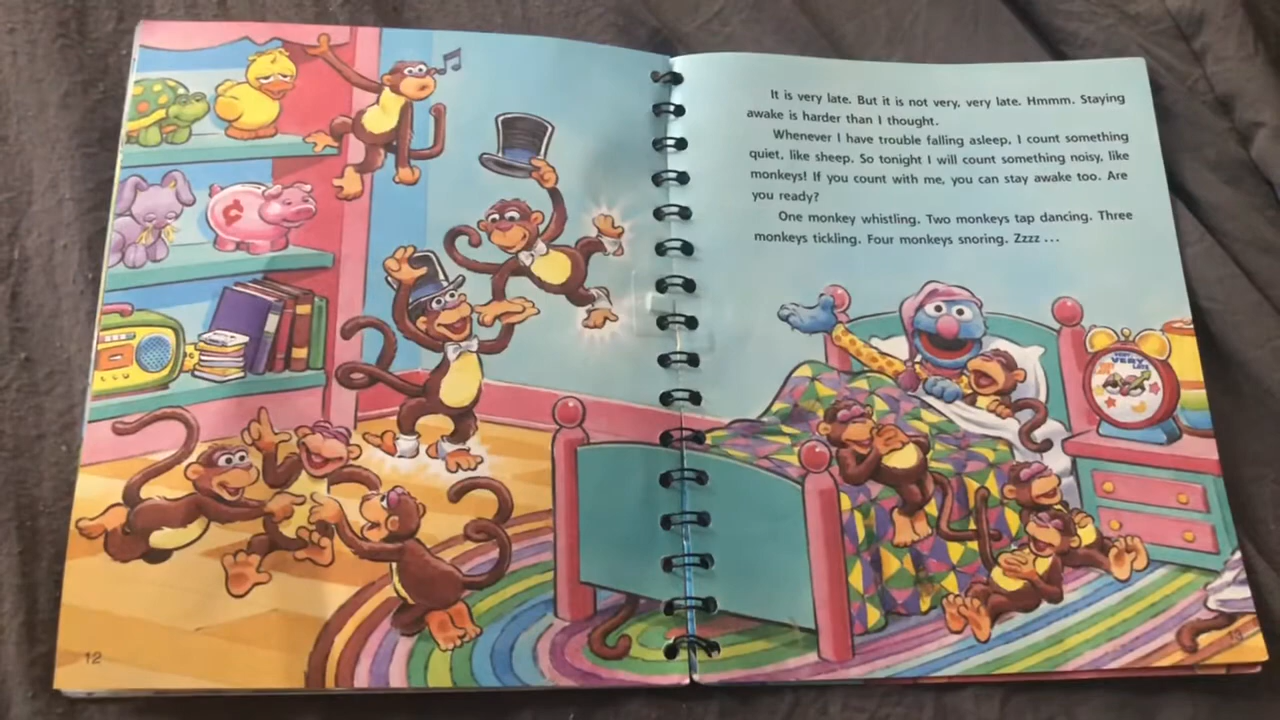 It is very late. But it is not very, very late. Hmmm. Staying
awake is harder than I thought.
Whenever I have trouble falling asleep, I count something
quiet, like sheep. So tonight I will count something noisy, like
monkeys! If you count with me, you can stay awake too. Are
you ready?
One monkey whistling. Two monkeys tap dancing. Three
monkeys tickling. Four monkeys snoring. Zzzz ...
VERY
VERY
LATE
12
13